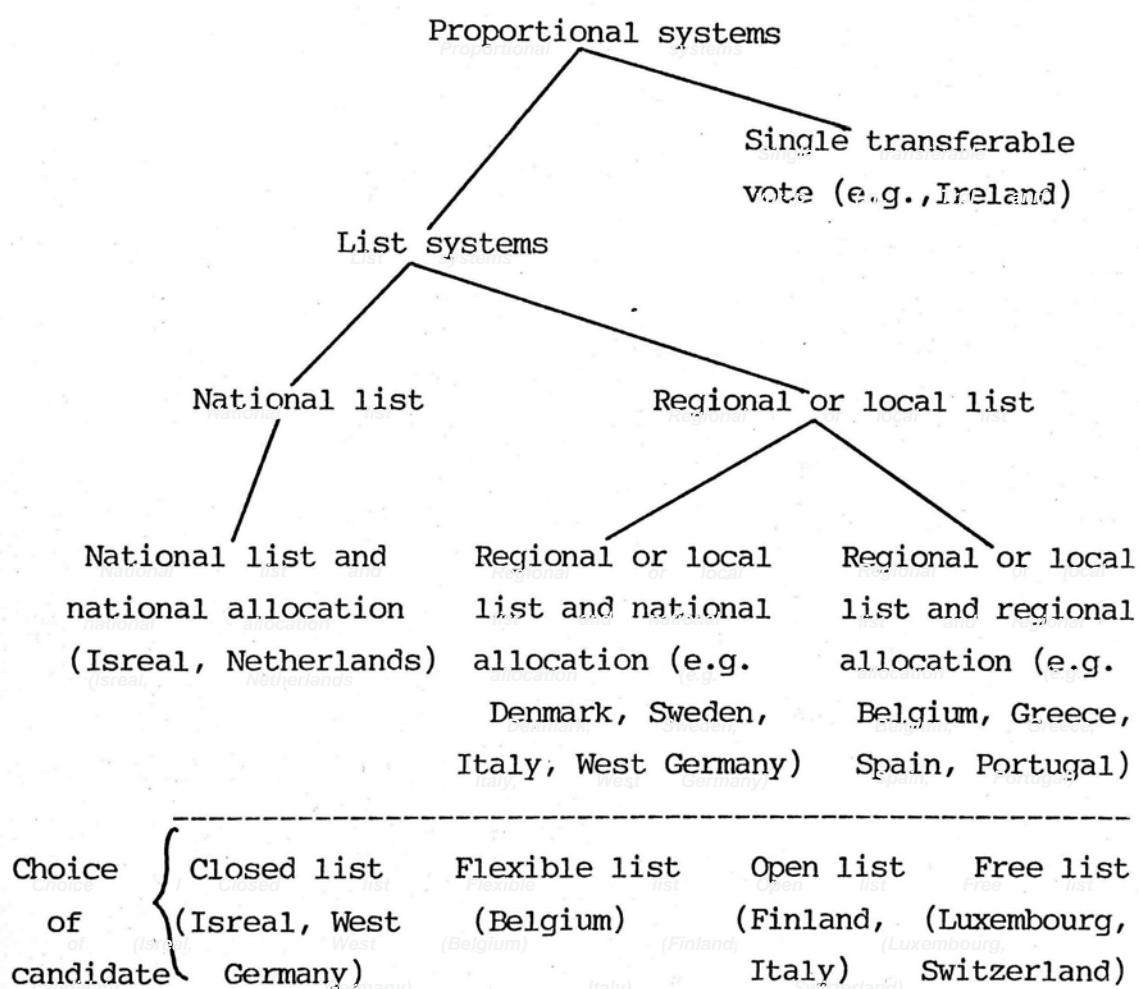 Proportional systems
Single transferable
vote (e.g.,Ireland)
List systems
National list
Regional or local list
National list and
national allocation
(Isreal, Netherlands)
Regional or local
list and national
allocation (e.g.
Denmark, Sweden,
Italy, West Germany)
Regional or local
list and regional
allocation (e.g.
Belgium, Greece,
Spain, Portugal)
Choice
of
candidate
Closed list
(Isreal, West
Germany)
Flexible list
(Belgium)
Open list
(Finland,
Italy)
Free list
(Luxembourg,
Switzerland)